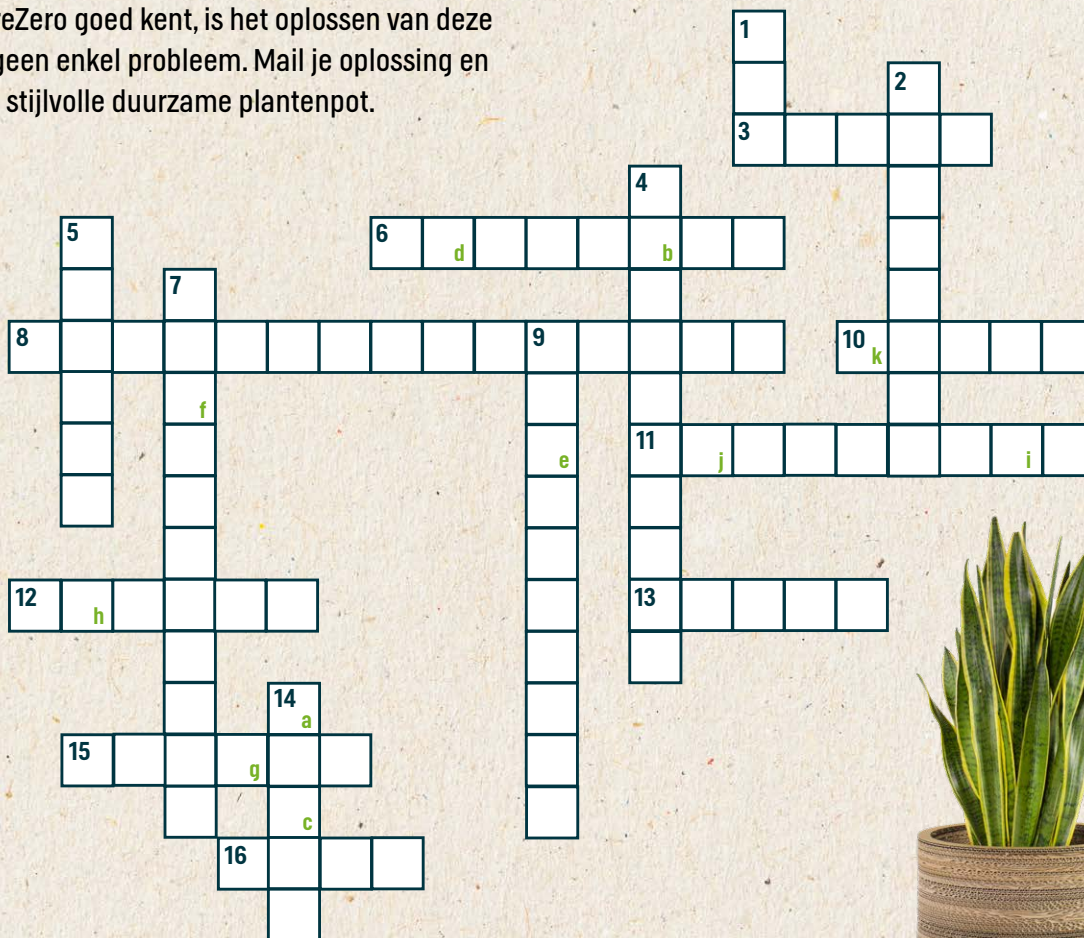 eZero goed kent, is het oplossen van deze
geen enkel probleem. Mail je oplossing en
stijlvolle duurzame plantenpot.
1
2
3
4
5
6 d b
7
8 9 10 k
f
e 11 j i
12 h 13
14 a
15 g
c
16